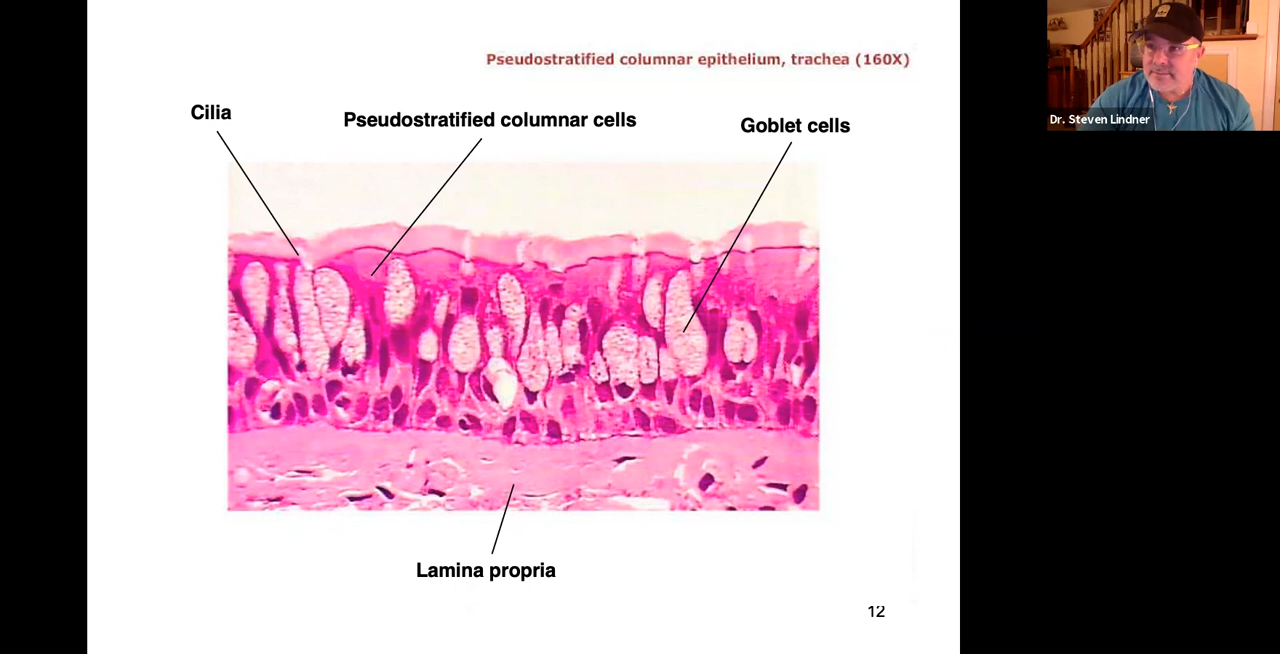 Pseudostratified columnar epithelium, trachea (160X)
Cilia
Pseudostratified columnar cells
Goblet cells
Dr. Steven Lindner
Lamina propria
12